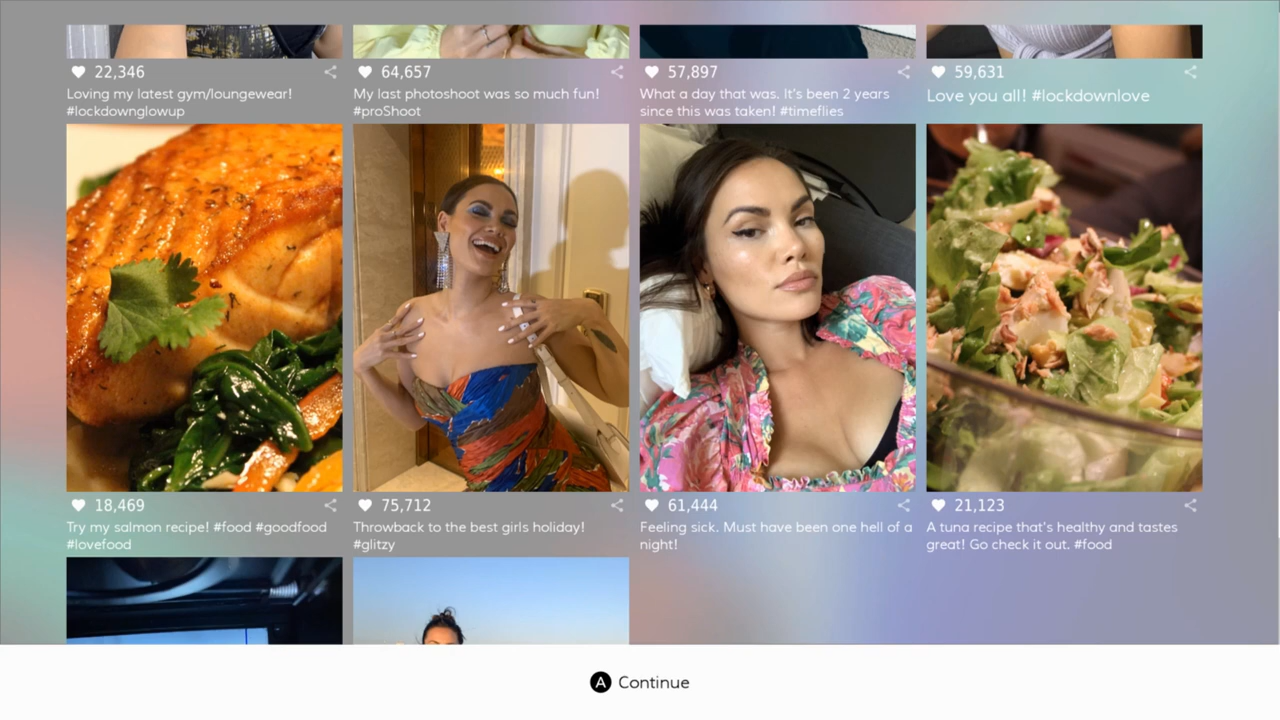 22,346
Loving my latest gym/loungewear!
#lockdownglowup
64,657
My last photoshoot was so much fun!
#proShoot
57,897
What a day that was. It's been 2 years
since this was taken! #timeflies
59,631
Love you all! #lockdownlove
18,469
Try my salmon recipe! #food #goodfood
#lovefood
75,712
Throwback to the best girls holiday!
#glitzy
61,444
Feeling sick. Must have been one hell of a
night!
21,123
A tuna recipe that's healthy and tastes
great! Go check it out. #food
A Continue